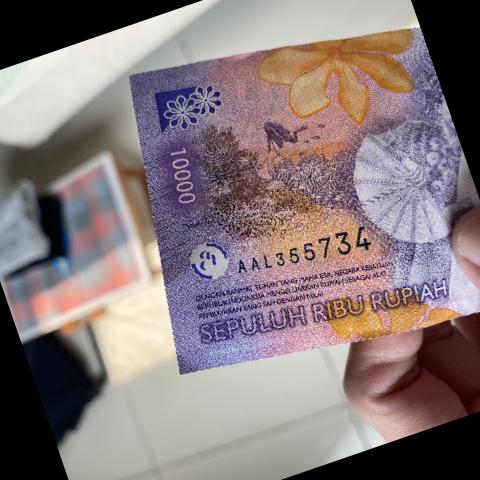 10000
AAL355734
DENGAN RAHMAT TUHAN YANG MAHA ESA, NEGARA KESATUAN
REPUBLIK INDONESIA MENGELUARKAN RUPIAH SEBAGAI ALAT
PEMBAYARAN YANG SAH DENGAN NILAI
SEPULUH RIBU RUPIAH